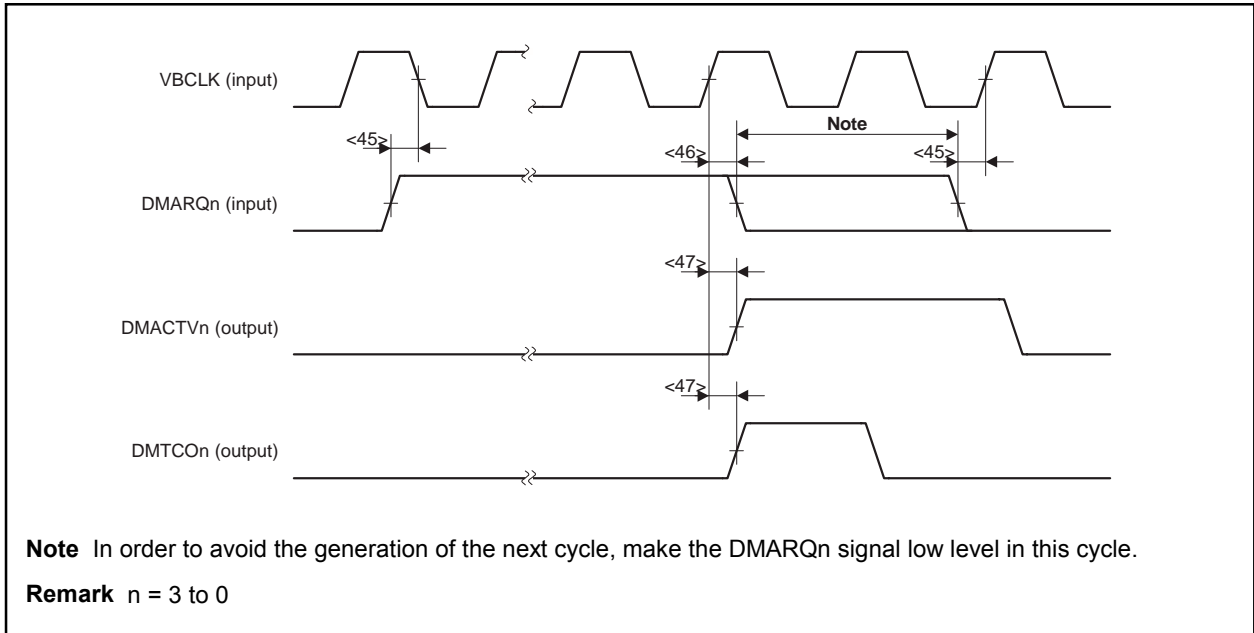 VBCLK (input)
Note
<45>
<46>
<45>
DMARQn (input)
<47>
DMACTVn (output)
<47>
DMTCOn (output)
Note In order to avoid the generation of the next cycle, make the DMARQn signal low level in this cycle.
Remark n = 3 to 0